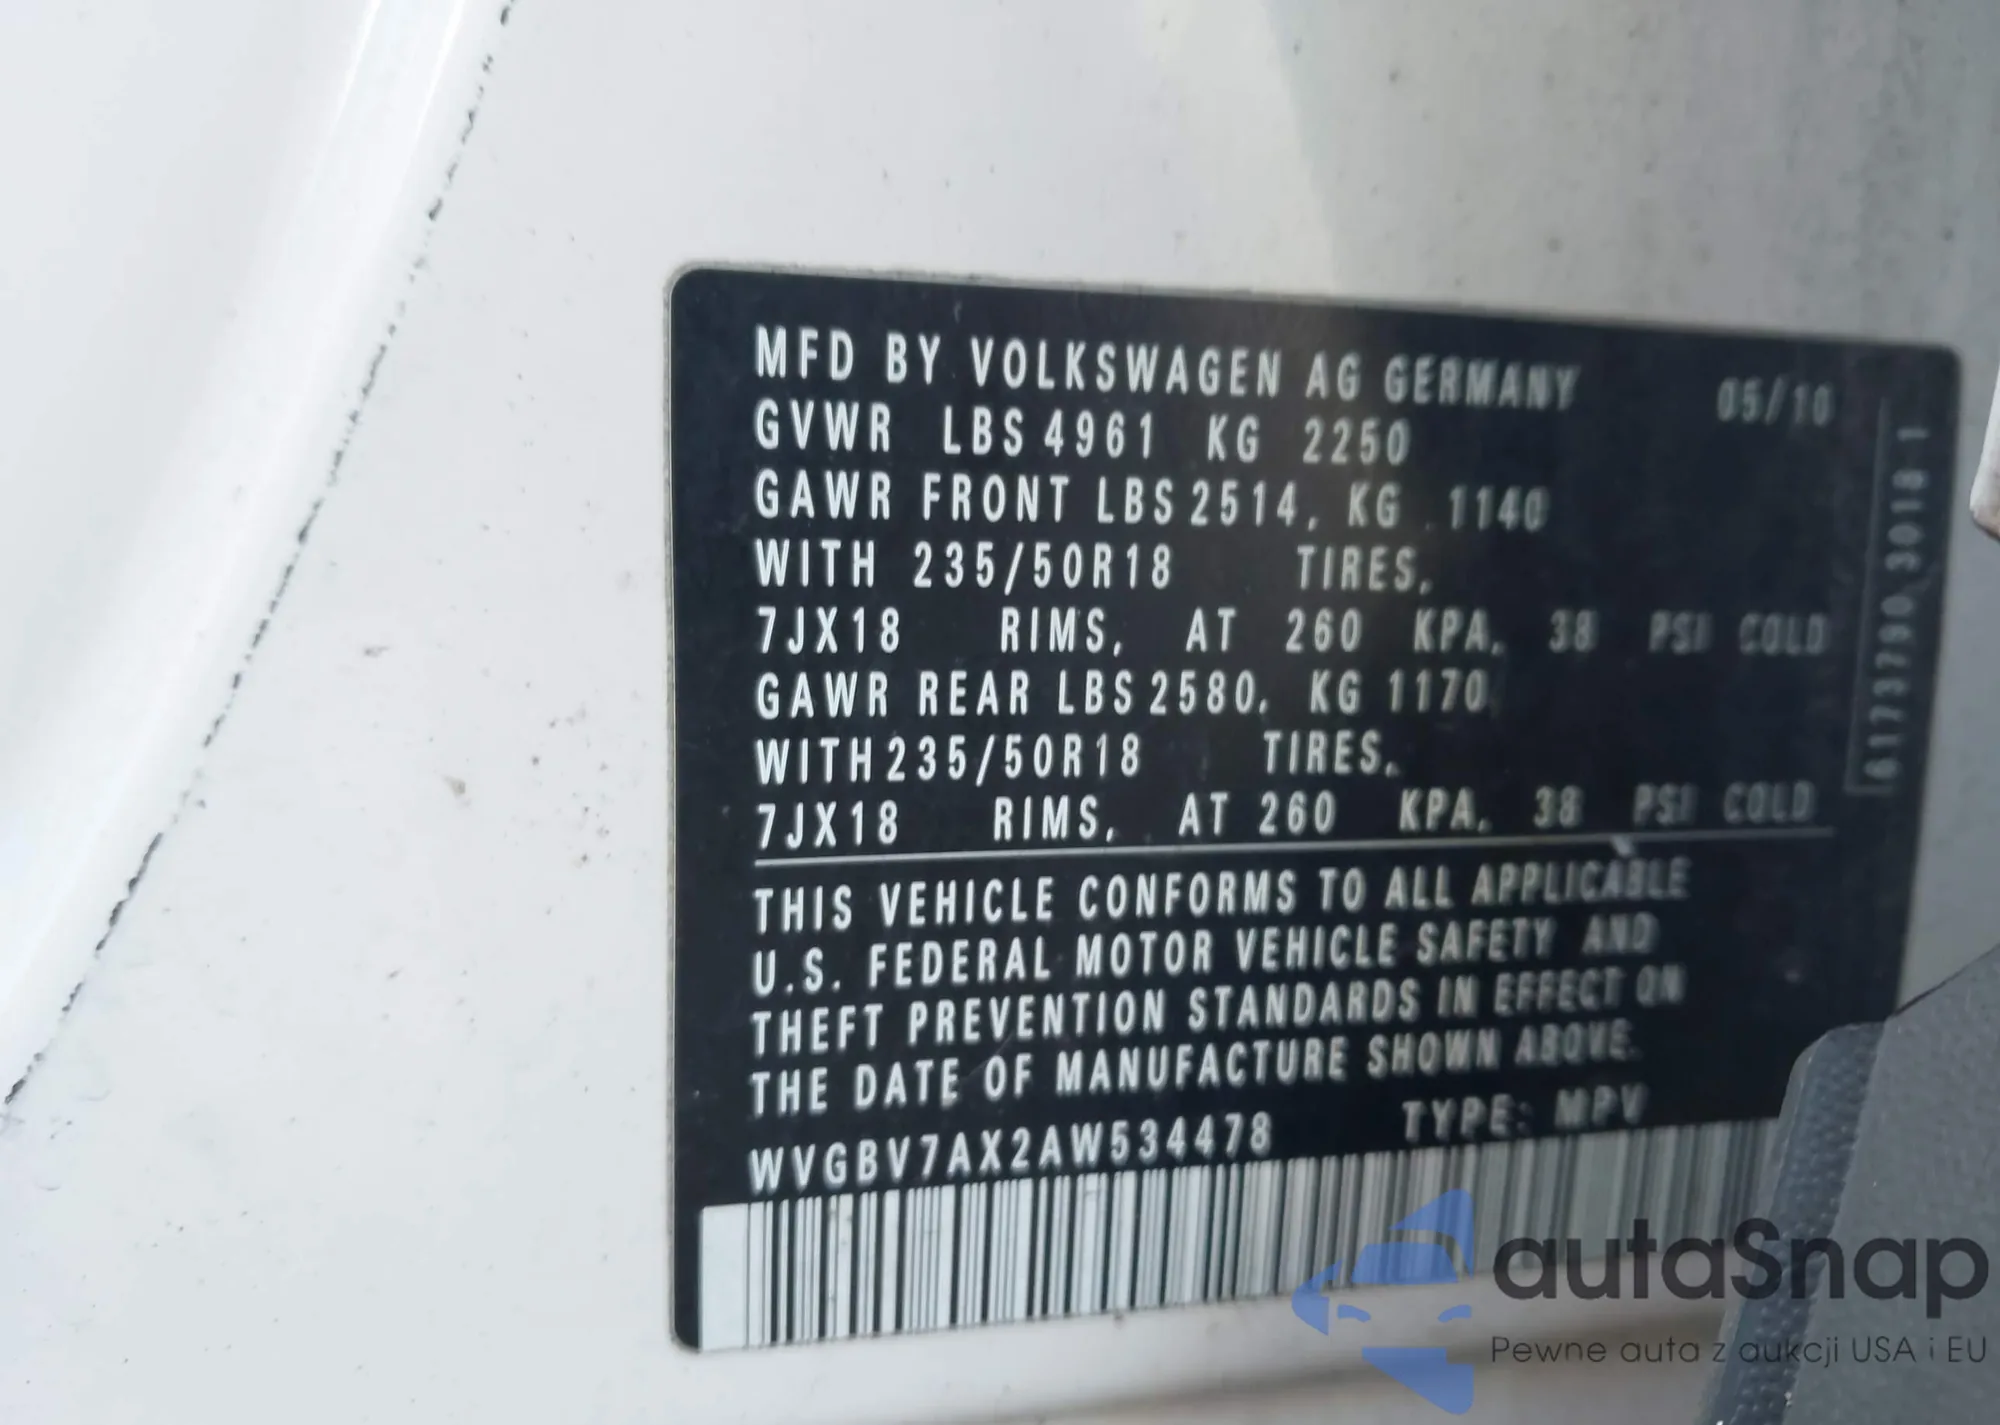 MFD BY VOLKSWAGEN AG GERMANY 05/10
GVWR LBS 4961 KG 2250
GAWR FRONT LBS 2514, KG 1140
WITH 235/50R18 TIRES,
7JX18 RIMS, AT 260 KPA, 38 PSI COLD
GAWR REAR LBS 2580, KG 1170
WITH 235/50R18 TIRES,
7JX18 RIMS, AT 260 KPA, 38 PSI COLD
THIS VEHICLE CONFORMS TO ALL APPLICABLE
U.S. FEDERAL MOTOR VEHICLE SAFETY AND
THEFT PREVENTION STANDARDS IN EFFECT ON
THE DATE OF MANUFACTURE SHOWN ABOVE.
WVGBV7AX2AW534478 TYPE: MPV
6173790 3018 1
autaSnap
Pewne auta z aukcji USA i EU